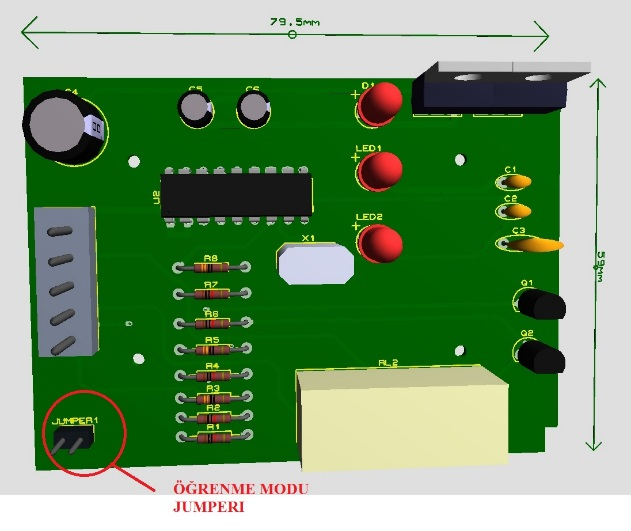 79.5mm
C4
C5
C6
D1
LED1
U2
C1
C2
LED2
X1
C3
59mm
R8
R7
Q1
R6
R5
Q2
R4
RL2
R3
R2
JUMPER1
R1
ÖĞRENME MODU
JUMPERI